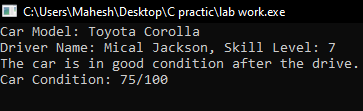 C:\Users\Mahesh\Desktop\C practic\lab work.exe
Car Model: Toyota Corolla
Driver Name: Mical Jackson, Skill Level: 7
The car is in good condition after the drive.
Car Condition: 75/100